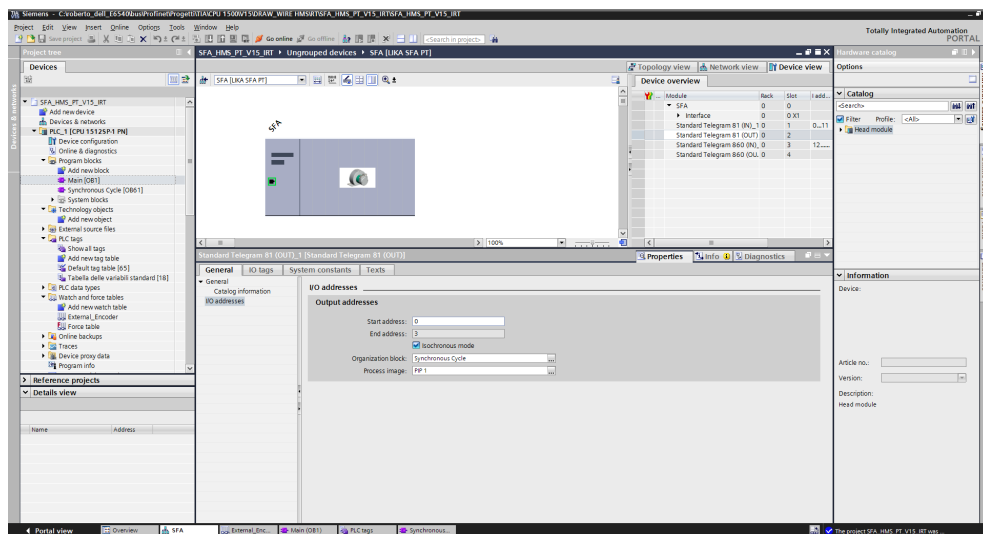 Siemens - C:\roberto_dell_E6540\bus\Profinet\Progetti\TIA\CPU 1500\V15\DRAW_WIRE HMS\IRT\SFA_HMS_PT_V15_IRT\SFA_HMS_PT_V15_IRT
Project Edit View Insert Online Options Tools Window Help
Totally Integrated Automation
PORTAL
Save project
Go online
Go offline
<Search in project>
Project tree
SFA_HMS_PT_V15_IRT
Ungrouped devices
SFA [LIKA SFA PT]
Hardware catalog
Devices
Topology view
Network view
Device view
Options
SFA [LIKA SFA PT]
Device overview
Devices & networks
SFA_HMS_PT_V15_IRT
Add new device
Devices & networks
PLC_1 [CPU 1512SP-1 PN]
Device configuration
Online & diagnostics
Program blocks
Add new block
Main [OB1]
Synchronous Cycle [OB61]
System blocks
Technology objects
Add new object
External source files
PLC tags
Show all tags
Add new tag table
Default tag table [65]
Tabella delle variabili standard [18]
PLC data types
Watch and force tables
Add new watch table
External_Encoder
Force table
Online backups
Traces
Device proxy data
Program info
Reference projects
Details view
Name Address
SFA
100%
... Module Rack Slot I add...
SFA 0 0
Interface 0 0 X1
Standard Telegram 81 (IN)_1 0 1 0...11
Standard Telegram 81 (OUT) 0 2
Standard Telegram 860 (IN)_ 0 3 12......
Standard Telegram 860 (OU.. 0 4
Catalog
<Search>
Filter Profile: <All>
Head module
Standard Telegram 81 (OUT)_1 [Standard Telegram 81 (OUT)]
Properties
Info
Diagnostics
General IO tags System constants Texts
General
Catalog information
I/O addresses
I/O addresses
Output addresses
Start address: 0
End address: 3
Isochronous mode
Organization block: Synchronous Cycle
Process image: PIP 1
Information
Device:
Article no.:
Version:
Description:
Head module
Portal view
Overview
SFA
External_Enc...
Main (OB1)
PLC tags
Synchronous...
The project SFA_HMS_PT_V15_IRT was ...